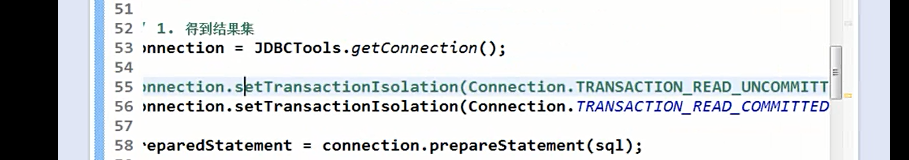 51
52 / 1. 得到结果集
53 onnection = JDBCTools.getConnection();
54
55 onnection.setTransactionIsolation(Connection.TRANSACTION_READ_UNCOMMITT
56 onnection.setTransactionIsolation(Connection.TRANSACTION_READ_COMMITTED
57
58 reparedStatement = connection.prepareStatement(sql);